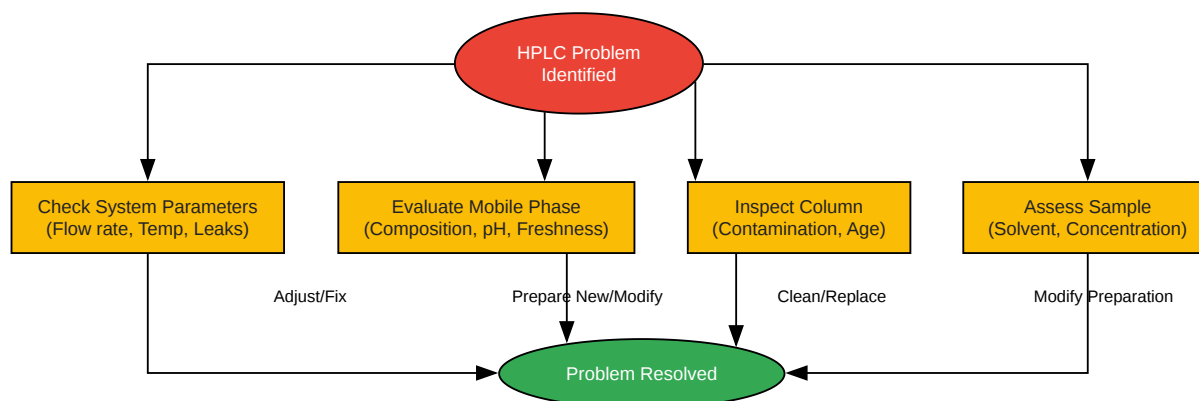 HPLC Problem
Identified
Check System Parameters
(Flow rate, Temp, Leaks)
Evaluate Mobile Phase
(Composition, pH, Freshness)
Inspect Column
(Contamination, Age)
Assess Sample
(Solvent, Concentration)
Adjust/Fix
Prepare New/Modify
Clean/Replace
Modify Preparation
Problem Resolved